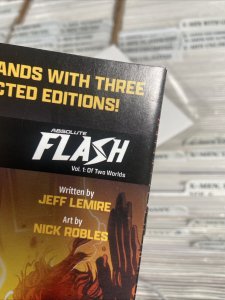 ANDS WITH THREE
CTED EDITIONS!
ABSOLUTE
FLASH
Vol. 1: Of Two Worlds
Written by
JEFF LEMIRE
Art by
NICK ROBLES